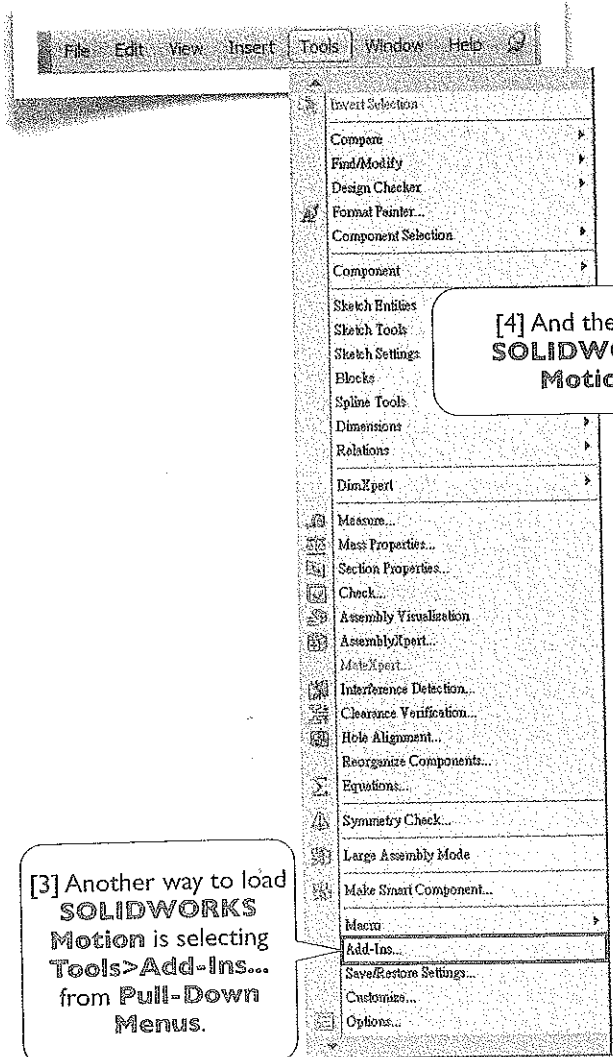 File Edit View Insert Tools Window Help
Invert Selection
Compare
Find/Modify
Design Checker
Format Painter...
Component Selection
Component
Sketch Entities
Sketch Tools
Sketch Settings
Blocks
Spline Tools
Dimensions
Relations
DimXpert
Measure...
Mass Properties...
Section Properties...
Check...
Assembly Visualization
AssemblyXpert...
MateXpert...
Interference Detection...
Clearance Verification...
Hole Alignment...
Reorganize Components...
Equations...
Symmetry Check...
Large Assembly Mode
Make Smart Component...
Macro
Add-Ins...
Save/Restore Settings...
Customize...
Options...
[4] And the
SOLIDWO
Motio
[3] Another way to load
SOLIDWORKS
Motion is selecting
Tools>Add-Ins...
from Pull-Down
Menus.